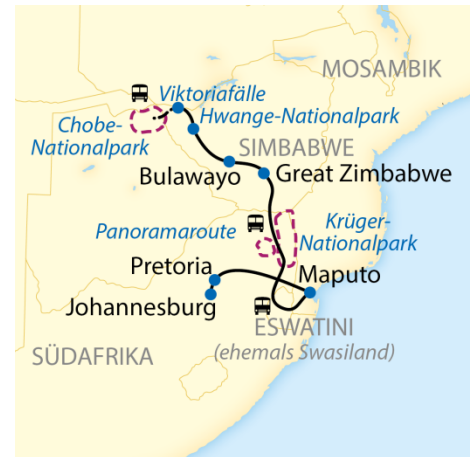 MOSAMBIK
Viktoriafälle
Hwange-Nationalpark
Chobe-
Nationalpark
SIMBABWE
Bulawayo
Great Zimbabwe
Panoramaroute
Krüger-
Nationalpark
Pretoria
Maputo
Johannesburg
ESWATINI
(ehemals Swasiland)
SÜDAFRIKA